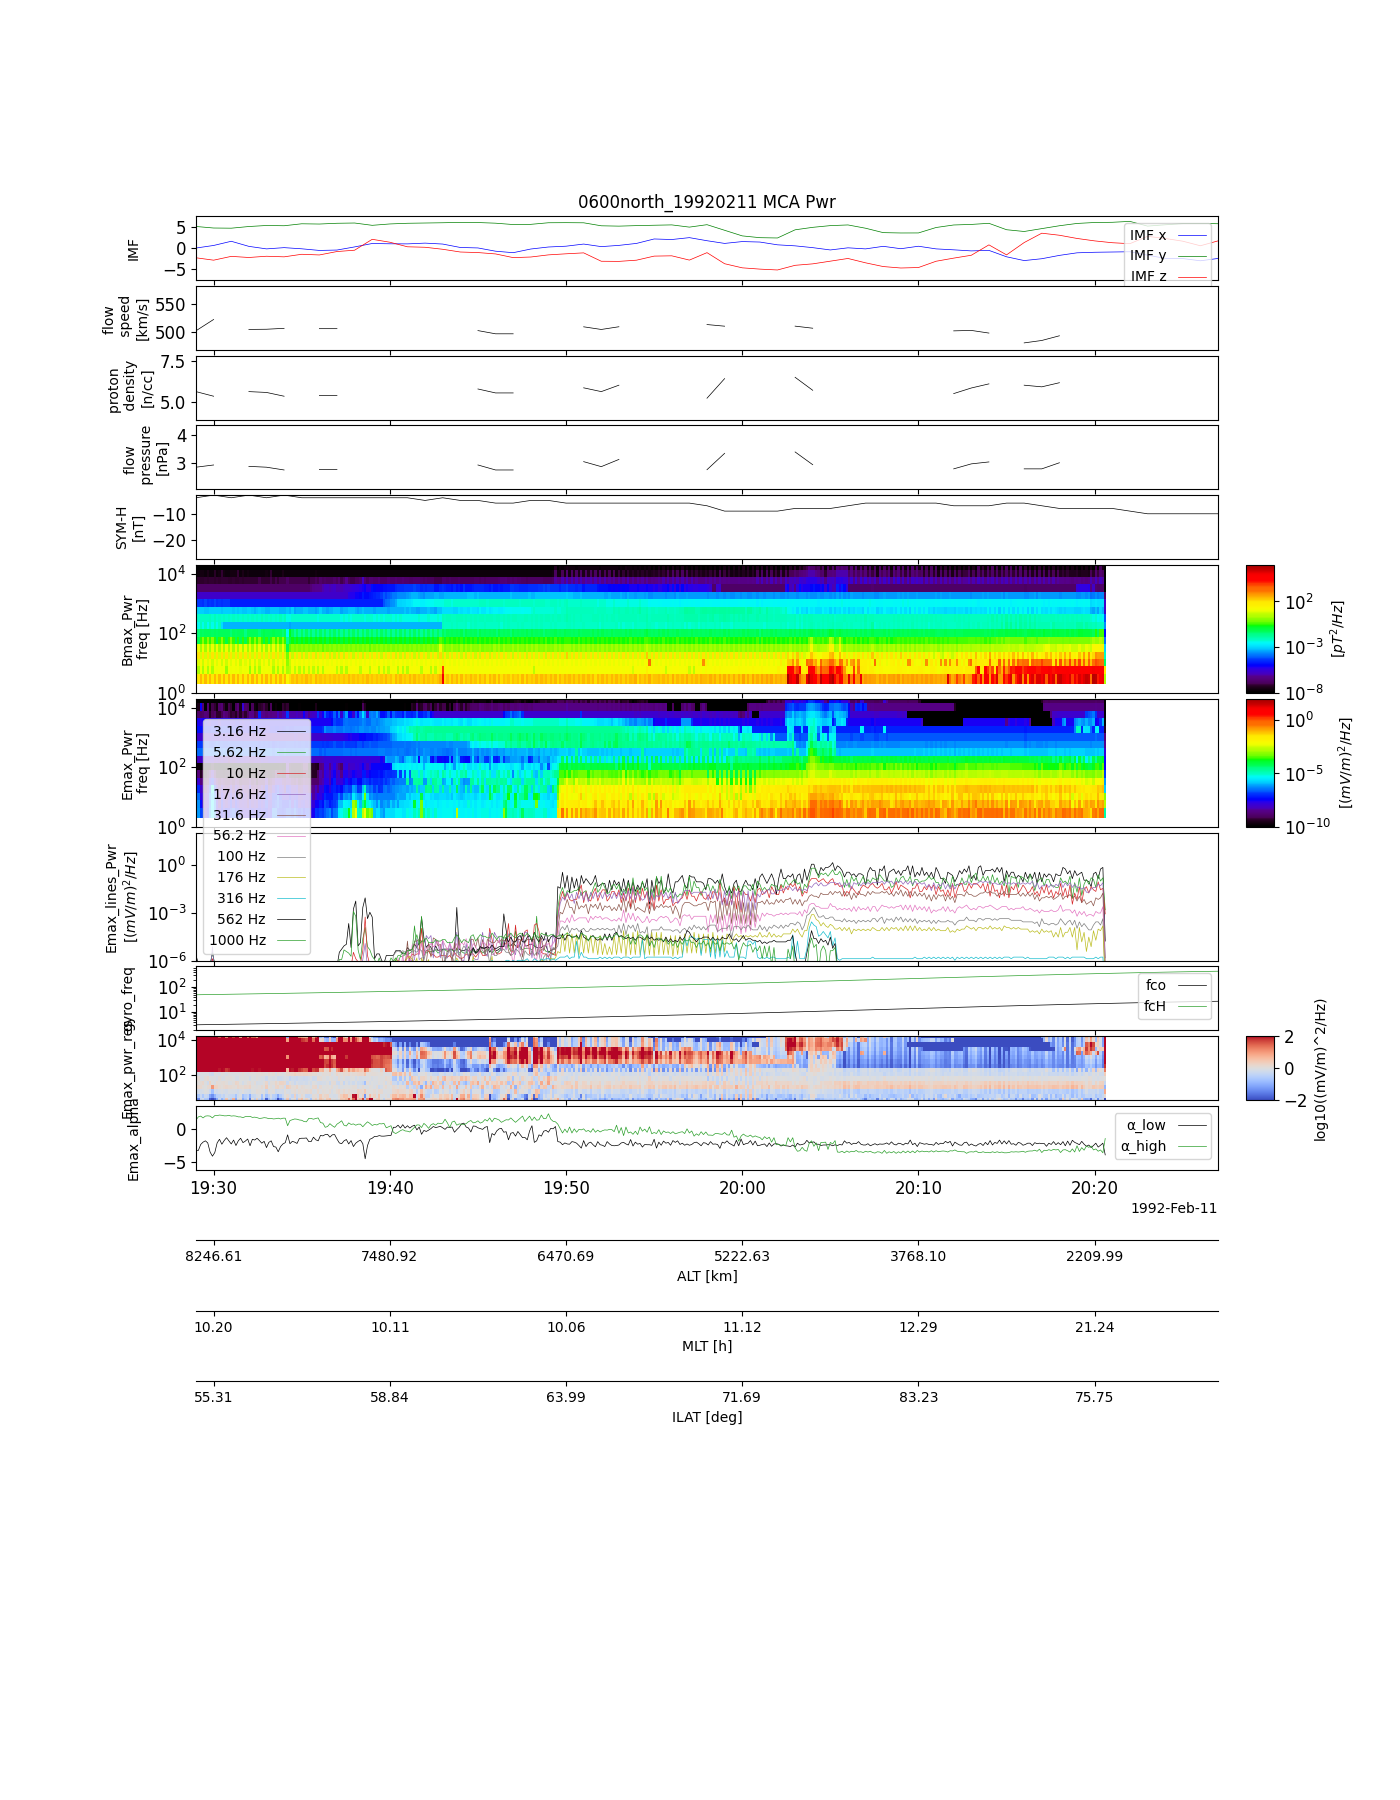 0600north_19920211 MCA Pwr
IMF
5
0
−5
IMF x
IMF y
IMF z
flow
speed
[km/s]
550
500
proton
density
[n/cc]
7.5
5.0
flow
pressure
[nPa]
4
3
SYM-H
[nT]
−10
−20
Bmax_Pwr
freq [Hz]
10^4
10^2
10^0
10^2
10^−3
10^−8
[pT^2/Hz]
Emax_Pwr
freq [Hz]
10^4
10^2
10^0
10^0
10^−5
10^−10
[(mV/m)^2/Hz]
3.16 Hz
5.62 Hz
10 Hz
17.6 Hz
31.6 Hz
56.2 Hz
100 Hz
176 Hz
316 Hz
562 Hz
1000 Hz
Emax_lines_Pwr
[(mV/m)^2/Hz]
10^0
10^−3
10^−6
gyro_freq
10^2
10^1
fco
fcH
Emax_pwr_rep
10^4
10^2
2
0
−2
log10((mV/m)^2/Hz)
Emax_alpha
0
−5
α_low
α_high
19:30 19:40 19:50 20:00 20:10 20:20
1992-Feb-11
8246.61 7480.92 6470.69 5222.63 3768.10 2209.99
ALT [km]
10.20 10.11 10.06 11.12 12.29 21.24
MLT [h]
55.31 58.84 63.99 71.69 83.23 75.75
ILAT [deg]